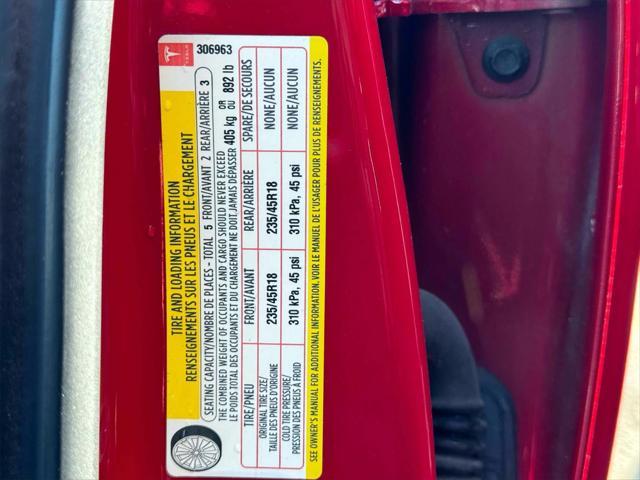 TESLA
306963
TIRE AND LOADING INFORMATION
RENSEIGNEMENTS SUR LES PNEUS ET LE CHARGEMENT
SEATING CAPACITY/NOMBRE DE PLACES - TOTAL 5 FRONT/AVANT 2 REAR/ARRIÈRE 3
THE COMBINED WEIGHT OF OCCUPANTS AND CARGO SHOULD NEVER EXCEED
LE POIDS TOTAL DES OCCUPANTS ET DU CHARGEMENT NE DOIT JAMAIS DÉPASSER 405 kg OR OU 892 lb
TIRE/PNEU FRONT/AVANT REAR/ARRIÈRE SPARE/DE SECOURS
ORIGINAL TIRE SIZE/
TAILLE DES PNEUS D'ORIGINE 235/45R18 235/45R18 NONE/AUCUN
COLD TIRE PRESSURE/
PRESSION DES PNEUS À FROID 310 kPa, 45 psi 310 kPa, 45 psi NONE/AUCUN
SEE OWNER'S MANUAL FOR ADDITIONAL INFORMATION. VOIR LE MANUEL DE L'USAGER POUR PLUS DE RENSEIGNEMENTS.